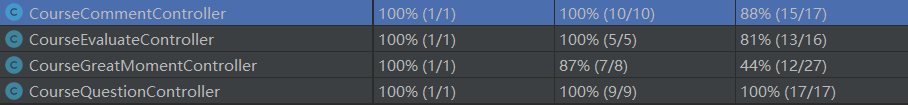 C CourseCommentController 100% (1/1) 100% (10/10) 88% (15/17)
C CourseEvaluateController 100% (1/1) 100% (5/5) 81% (13/16)
C CourseGreatMomentController 100% (1/1) 87% (7/8) 44% (12/27)
C CourseQuestionController 100% (1/1) 100% (9/9) 100% (17/17)